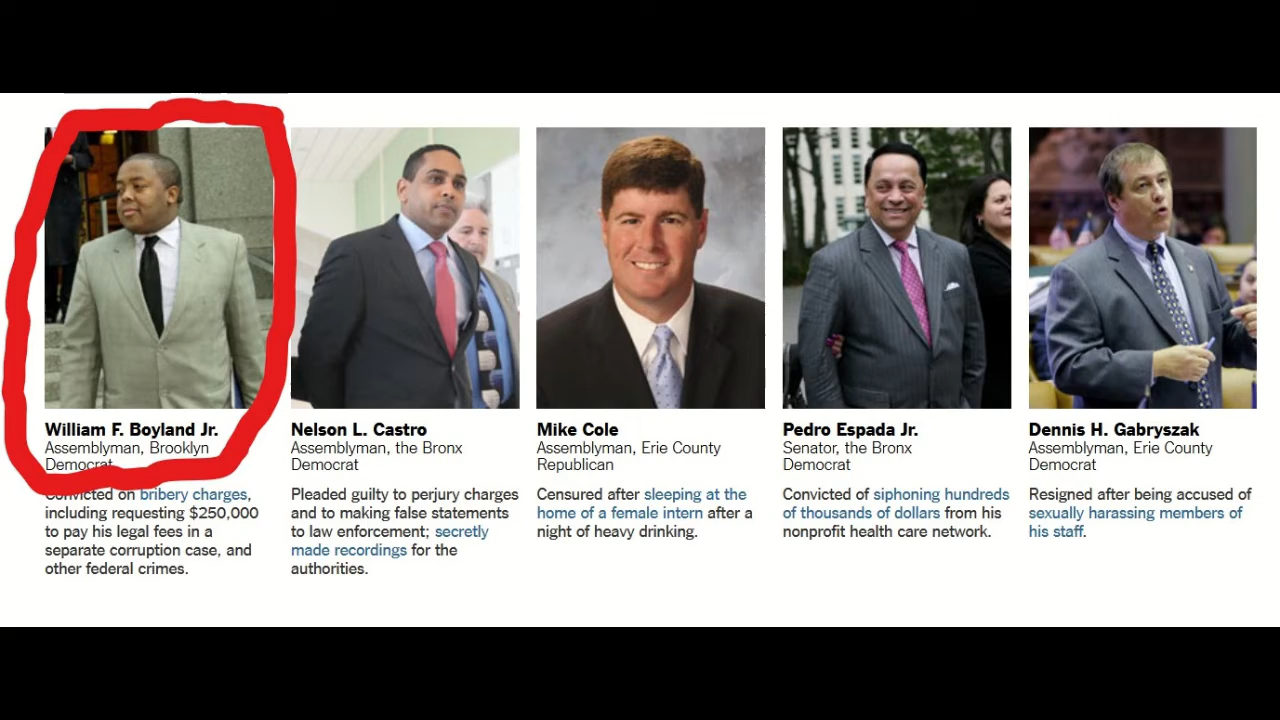 William F. Boyland Jr.
Assemblyman, Brooklyn
Democrat
Convicted on bribery charges,
including requesting $250,000
to pay his legal fees in a
separate corruption case, and
other federal crimes.
Nelson L. Castro
Assemblyman, the Bronx
Democrat
Pleaded guilty to perjury charges
and to making false statements
to law enforcement; secretly
made recordings for the
authorities.
Mike Cole
Assemblyman, Erie County
Republican
Censured after sleeping at the
home of a female intern after a
night of heavy drinking.
Pedro Espada Jr.
Senator, the Bronx
Democrat
Convicted of siphoning hundreds
of thousands of dollars from his
nonprofit health care network.
Dennis H. Gabryszak
Assemblyman, Erie County
Democrat
Resigned after being accused of
sexually harassing members of
his staff.